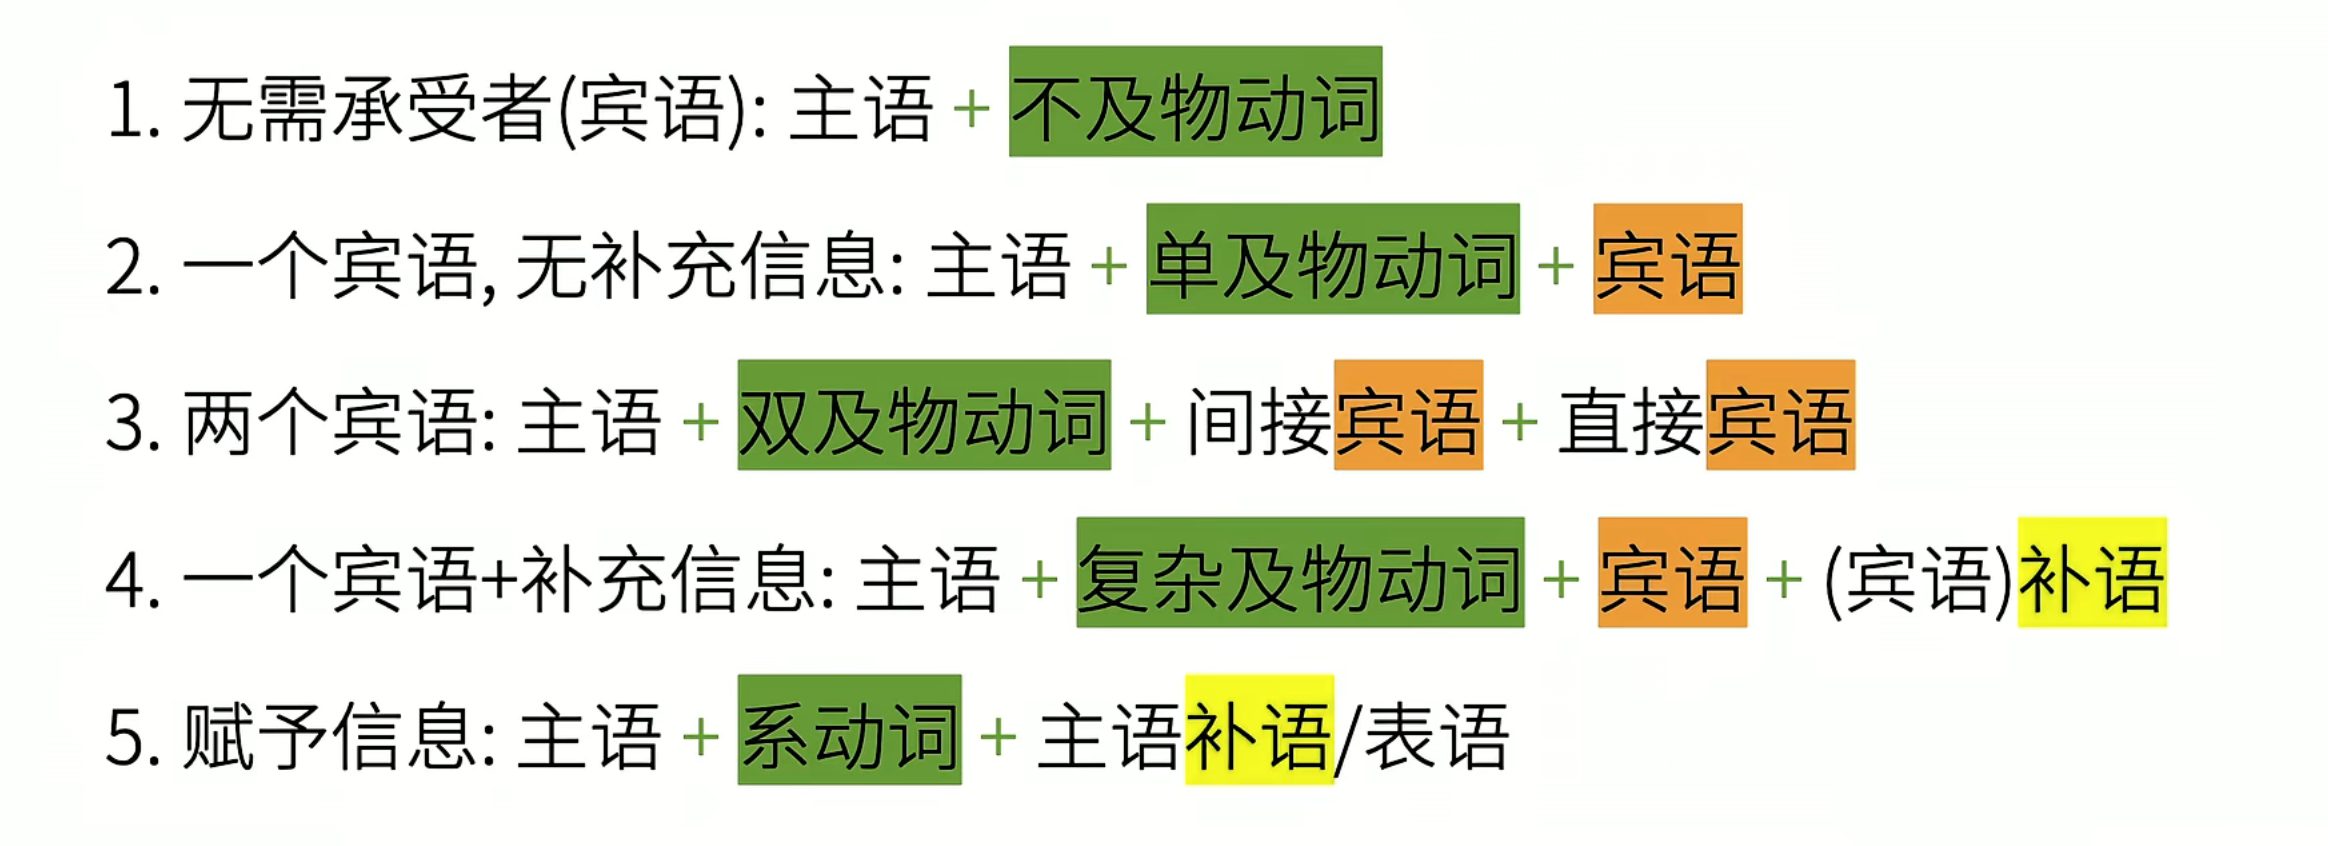 1. 无需承受者(宾语): 主语 + 不及物动词
2. 一个宾语, 无补充信息: 主语 + 单及物动词 + 宾语
3. 两个宾语: 主语 + 双及物动词 + 间接宾语 + 直接宾语
4. 一个宾语+补充信息: 主语 + 复杂及物动词 + 宾语 + (宾语)补语
5. 赋予信息: 主语 + 系动词 + 主语补语/表语